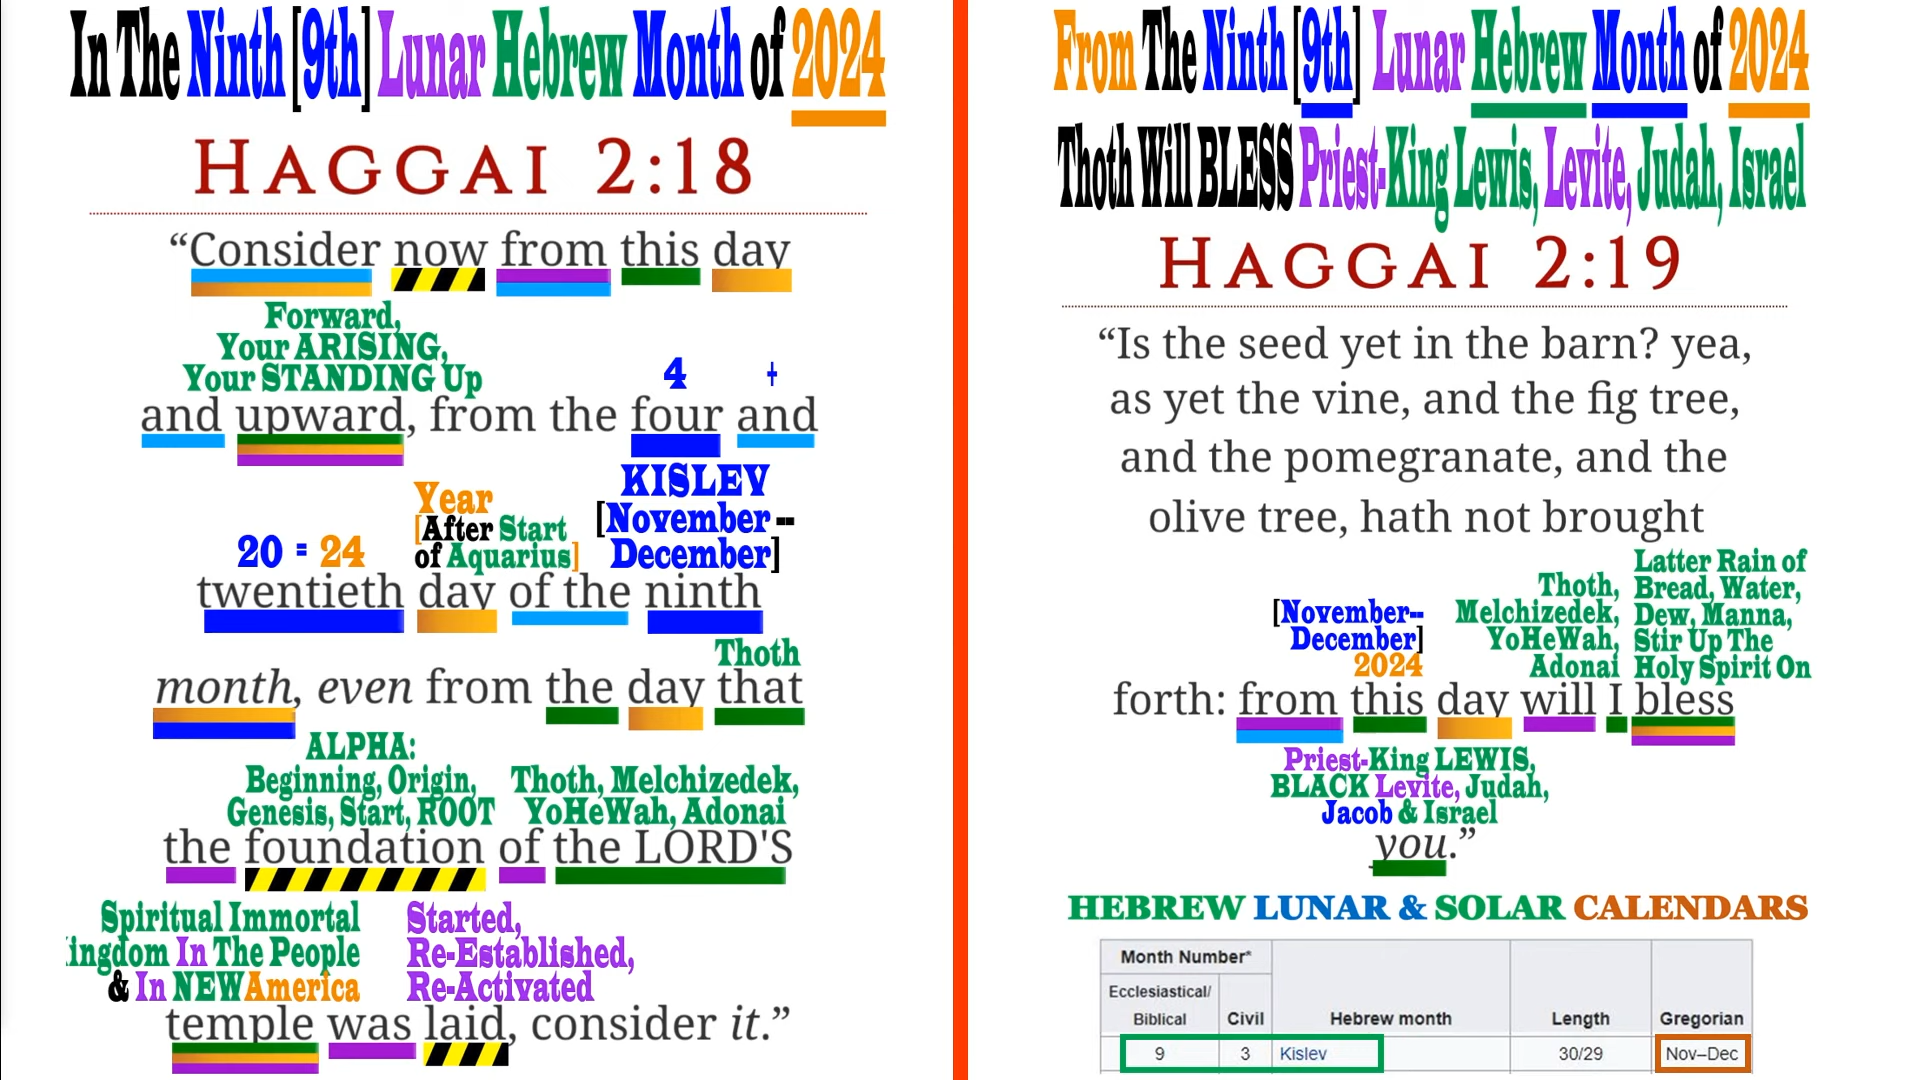 In The Ninth [9th] Lunar Hebrew Month of 2024
HAGGAI 2:18
“Consider now from this day
Forward,
Your ARISING,
Your STANDING Up
4 +
and upward, from the four and
KISLEV
[November --
December]
Year
[After Start
of Aquarius]
20 = 24
twentieth day of the ninth
Thoth
month, even from the day that
ALPHA:
Beginning, Origin,
Genesis, Start, ROOT
Thoth, Melchizedek,
YoHeWah, Adonai
the foundation of the LORD'S
Spiritual Immortal
ingdom In The People
& In NEW America
Started,
Re-Established,
Re-Activated
temple was laid, consider it.”
From The Ninth [9th] Lunar Hebrew Month of 2024
Thoth Will BLESS Priest-King Lewis, Levite, Judah, Israel
HAGGAI 2:19
“Is the seed yet in the barn? yea,
as yet the vine, and the fig tree,
and the pomegranate, and the
olive tree, hath not brought
[November--
December]
2024
Thoth,
Melchizedek,
YoHeWah,
Adonai
Latter Rain of
Bread, Water,
Dew, Manna,
Stir Up The
Holy Spirit On
forth: from this day will I bless
Priest-King LEWIS,
BLACK Levite, Judah,
Jacob & Israel
you.”
HEBREW LUNAR & SOLAR CALENDARS
Month Number*
Ecclesiastical/
Biblical Civil Hebrew month Length Gregorian
9 3 Kislev 30/29 Nov–Dec